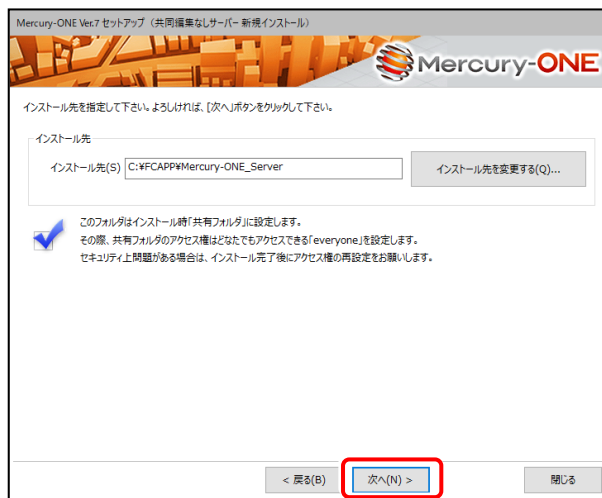 Mercury-ONE Ver.7 セットアップ（共同編集なしサーバー 新規インストール）
Mercury-ONE
インストール先を指定して下さい。よろしければ、[次へ]ボタンをクリックして下さい。
インストール先
インストール先(S) C:¥FCAPP¥Mercury-ONE_Server インストール先を変更する(Q)...
このフォルダはインストール時「共有フォルダ」に設定します。
その際、共有フォルダのアクセス権はどなたでもアクセスできる「everyone」を設定します。
セキュリティ上問題がある場合は、インストール完了後にアクセス権の再設定をお願いします。
< 戻る(B) 次へ(N) > 閉じる